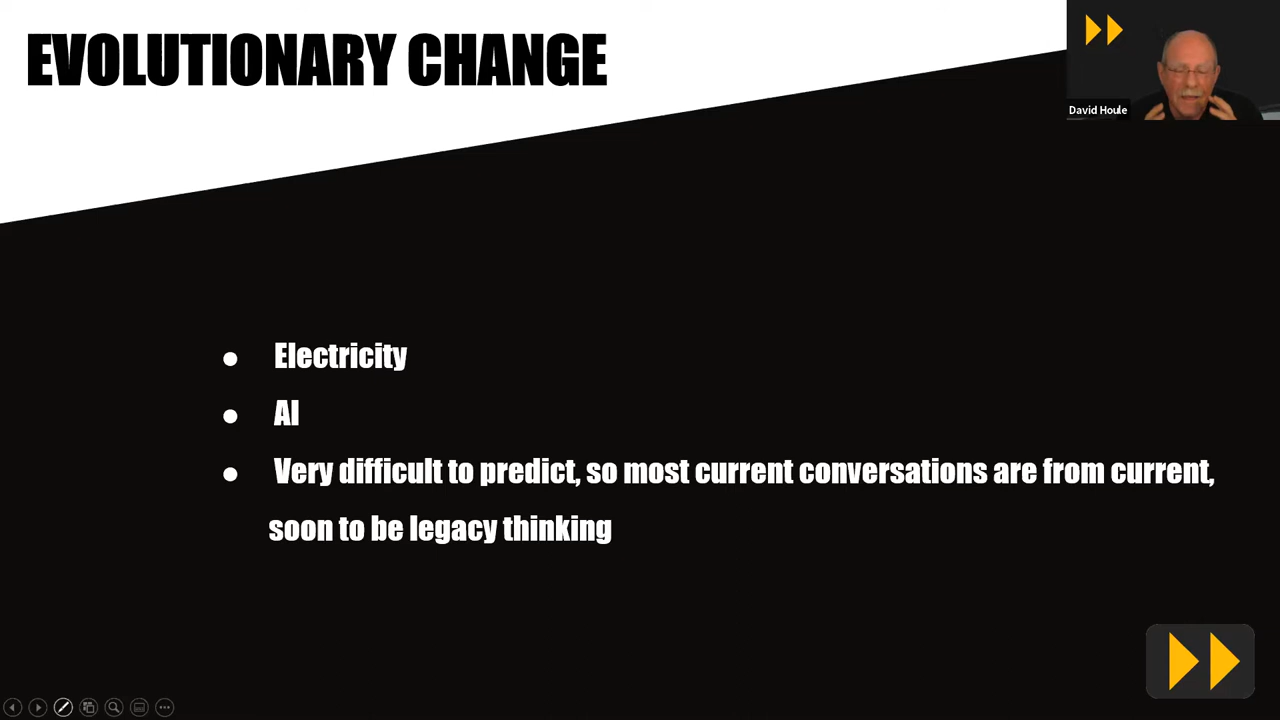 EVOLUTIONARY CHANGE
David Houle
● Electricity
● AI
● Very difficult to predict, so most current conversations are from current,
soon to be legacy thinking